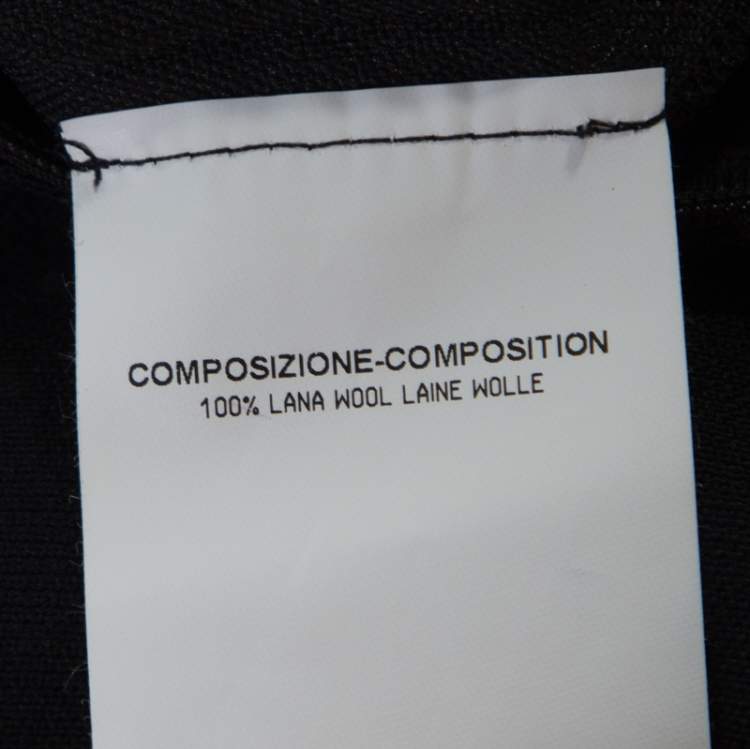 COMPOSIZIONE-COMPOSITION
100% LANA WOOL LAINE WOLLE